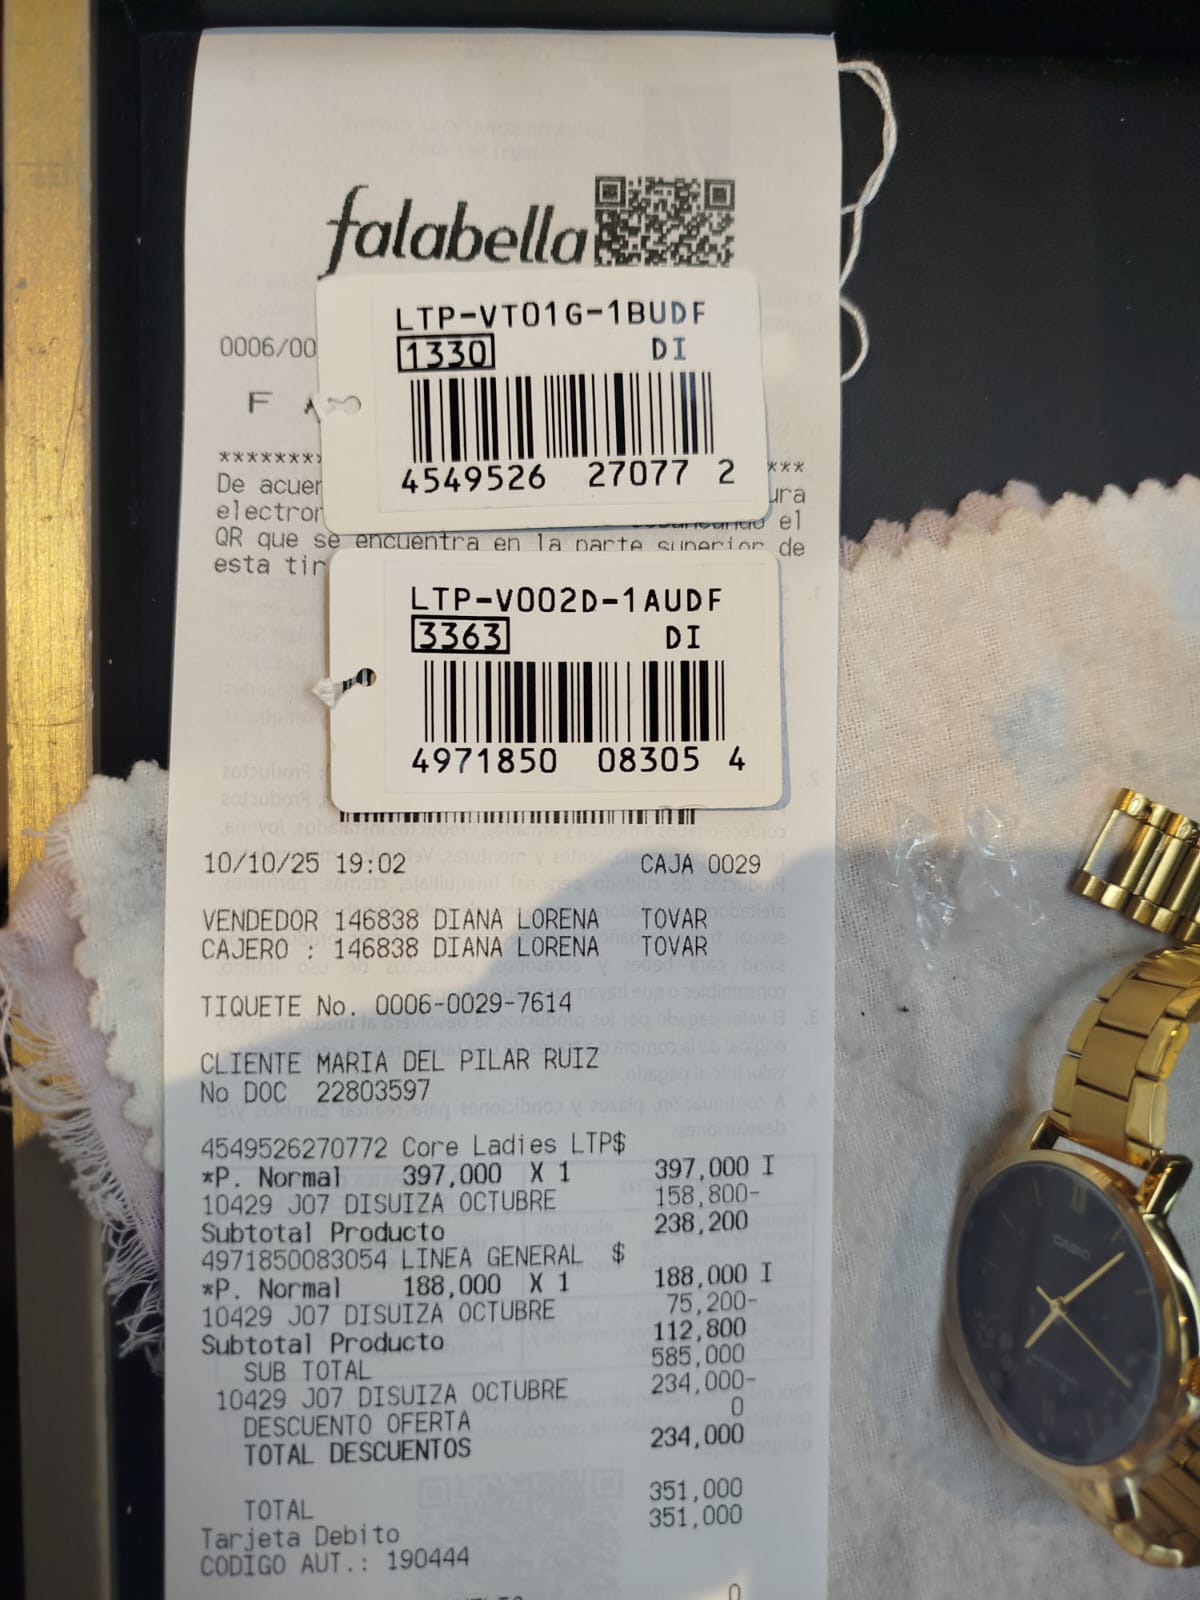 falabella
LTP-VT01G-1BUDF
1330 DI
4549526 27077 2
0006/00
F
********
***
De acuer
ura
electron
el
QR que se encuentra en la parte superior de
esta tir
LTP-V002D-1AUDF
3363 DI
4971850 08305 4
10/10/25 19:02 CAJA 0029
VENDEDOR 146838 DIANA LORENA TOVAR
CAJERO : 146838 DIANA LORENA TOVAR
TIQUETE No. 0006-0029-7614
CLIENTE MARIA DEL PILAR RUIZ
No DOC 22803597
4549526270772 Core Ladies LTP$
*P. Normal 397,000 X 1 397,000 I
10429 J07 DISUIZA OCTUBRE 158,800-
Subtotal Producto 238,200
4971850083054 LINEA GENERAL $
*P. Normal 188,000 X 1 188,000 I
10429 J07 DISUIZA OCTUBRE 75,200-
Subtotal Producto 112,800
SUB TOTAL 585,000
10429 J07 DISUIZA OCTUBRE 234,000-
DESCUENTO OFERTA 0
TOTAL DESCUENTOS 234,000
TOTAL 351,000
Tarjeta Debito 351,000
CODIGO AUT.: 190444
0
CASIO